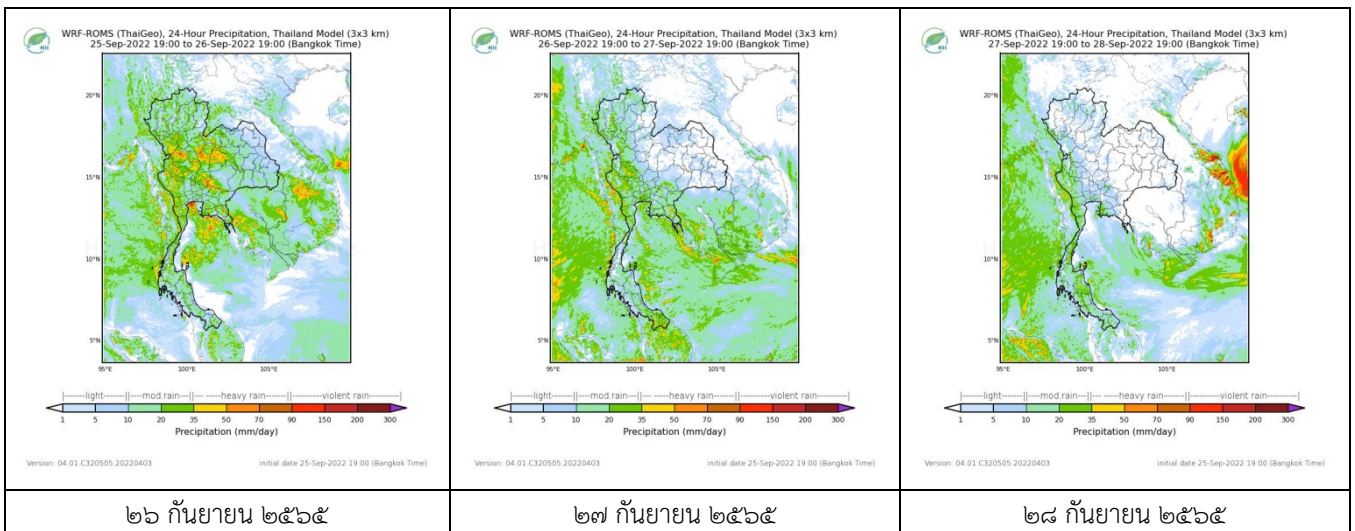 HII
WRF-ROMS (ThaiGeo), 24-Hour Precipitation, Thailand Model (3x3 km)
25-Sep-2022 19:00 to 26-Sep-2022 19:00 (Bangkok Time)
20°N
15°N
10°N
5°N
95°E 100°E 105°E
|-------light-------||----mod rain----||---- heavy rain------||------violent rain-------|
1 5 10 20 35 50 70 90 150 200 300
Precipitation (mm/day)
Version: 04.01.C320505.20220403 initial date 25-Sep-2022 19:00 (Bangkok Time)
๒๖ กันยายน ๒๕๖๕
HII
WRF-ROMS (ThaiGeo), 24-Hour Precipitation, Thailand Model (3x3 km)
26-Sep-2022 19:00 to 27-Sep-2022 19:00 (Bangkok Time)
20°N
15°N
10°N
5°N
95°E 100°E 105°E
|-------light-------||----mod rain----||---- heavy rain------||------violent rain-------|
1 5 10 20 35 50 70 90 150 200 300
Precipitation (mm/day)
Version: 04.01.C320505.20220403 initial date 25-Sep-2022 19:00 (Bangkok Time)
๒๗ กันยายน ๒๕๖๕
HII
WRF-ROMS (ThaiGeo), 24-Hour Precipitation, Thailand Model (3x3 km)
27-Sep-2022 19:00 to 28-Sep-2022 19:00 (Bangkok Time)
20°N
15°N
10°N
5°N
95°E 100°E 105°E
|-------light-------||----mod rain----||---- heavy rain------||------violent rain-------|
1 5 10 20 35 50 70 90 150 200 300
Precipitation (mm/day)
Version: 04.01.C320505.20220403 initial date 25-Sep-2022 19:00 (Bangkok Time)
๒๘ กันยายน ๒๕๖๕